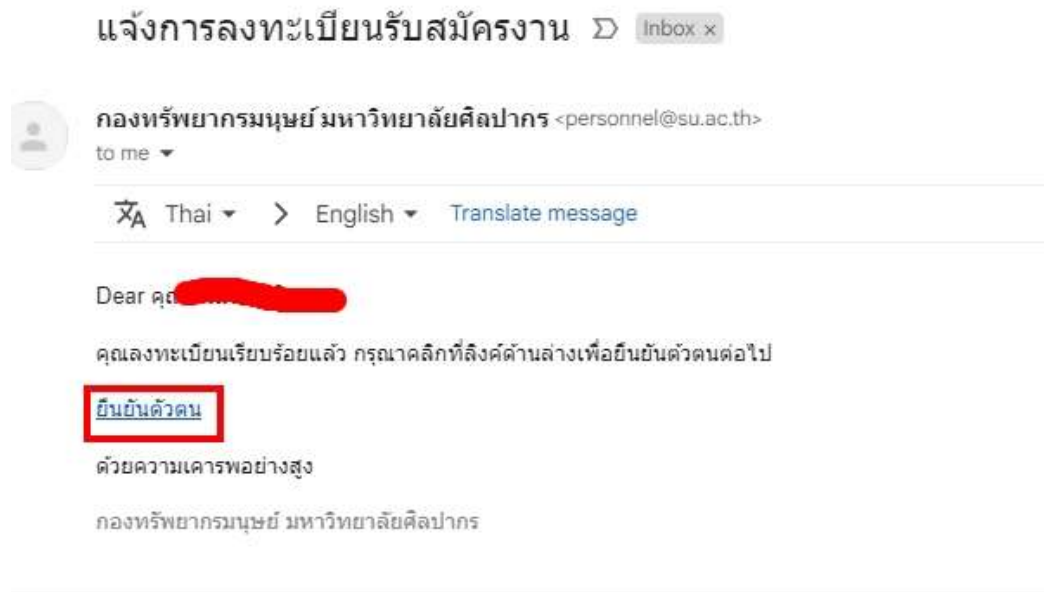 แจ้งการลงทะเบียนรับสมัครงาน Inbox ×
กองทรัพยากรมนุษย์ มหาวิทยาลัยศิลปากร <personnel@su.ac.th>
to me
Thai > English Translate message
Dear
คุณลงทะเบียนเรียบร้อยแล้ว กรุณาคลิกที่ลิงค์ด้านล่างเพื่อยืนยันตัวตนต่อไป
ยืนยันตัวตน
ด้วยความเคารพอย่างสูง
กองทรัพยากรมนุษย์ มหาวิทยาลัยศิลปากร